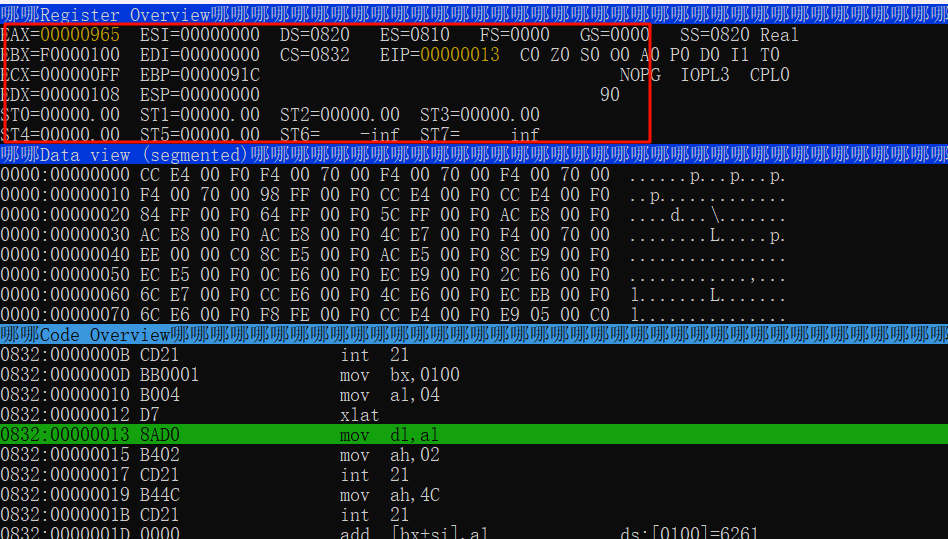 哪哪Register Overview哪哪哪哪哪哪哪哪哪哪哪哪哪哪哪哪哪哪哪哪哪哪哪哪哪哪哪哪哪哪哪哪哪哪哪哪哪
EAX=00000965 ESI=00000000 DS=0820 ES=0810 FS=0000 GS=0000 SS=0820 Real
EBX=F0000100 EDI=00000000 CS=0832 EIP=00000013 C0 Z0 S0 O0 A0 P0 D0 I1 T0
ECX=000000FF EBP=0000091C NOPG IOPL3 CPL0
EDX=00000108 ESP=00000000 90
ST0=00000.00 ST1=00000.00 ST2=00000.00 ST3=00000.00
ST4=00000.00 ST5=00000.00 ST6= -inf ST7= inf
哪哪Data view (segmented)哪哪哪哪哪哪哪哪哪哪哪哪哪哪哪哪哪哪哪哪哪哪哪哪哪哪哪哪哪哪哪哪哪哪哪
0000:00000000 CC E4 00 F0 F4 00 70 00 F4 00 70 00 F4 00 70 00 ......p...p...p.
0000:00000010 F4 00 70 00 98 FF 00 F0 CC E4 00 F0 CC E4 00 F0 ..p.............
0000:00000020 84 FF 00 F0 64 FF 00 F0 5C FF 00 F0 AC E8 00 F0 ....d...\.......
0000:00000030 AC E8 00 F0 AC E8 00 F0 4C E7 00 F0 F4 00 70 00 ........L.....p.
0000:00000040 EE 00 00 C0 8C E5 00 F0 AC E5 00 F0 8C E9 00 F0 ................
0000:00000050 EC E5 00 F0 0C E6 00 F0 EC E9 00 F0 2C E6 00 F0 ............,...
0000:00000060 6C E7 00 F0 CC E6 00 F0 4C E6 00 F0 EC EB 00 F0 l.......L.......
0000:00000070 6C E6 00 F0 F8 FE 00 F0 CC E4 00 F0 E9 05 00 C0 l...............
哪哪Code Overview哪哪哪哪哪哪哪哪哪哪哪哪哪哪哪哪哪哪哪哪哪哪哪哪哪哪哪哪哪哪哪哪哪哪哪哪哪哪哪
0832:0000000B CD21 int 21
0832:0000000D BB0001 mov bx,0100
0832:00000010 B004 mov al,04
0832:00000012 D7 xlat
0832:00000013 8AD0 mov dl,al
0832:00000015 B402 mov ah,02
0832:00000017 CD21 int 21
0832:00000019 B44C mov ah,4C
0832:0000001B CD21 int 21
0832:0000001D 0000 add [bx+si],al ds:[0100]=6261